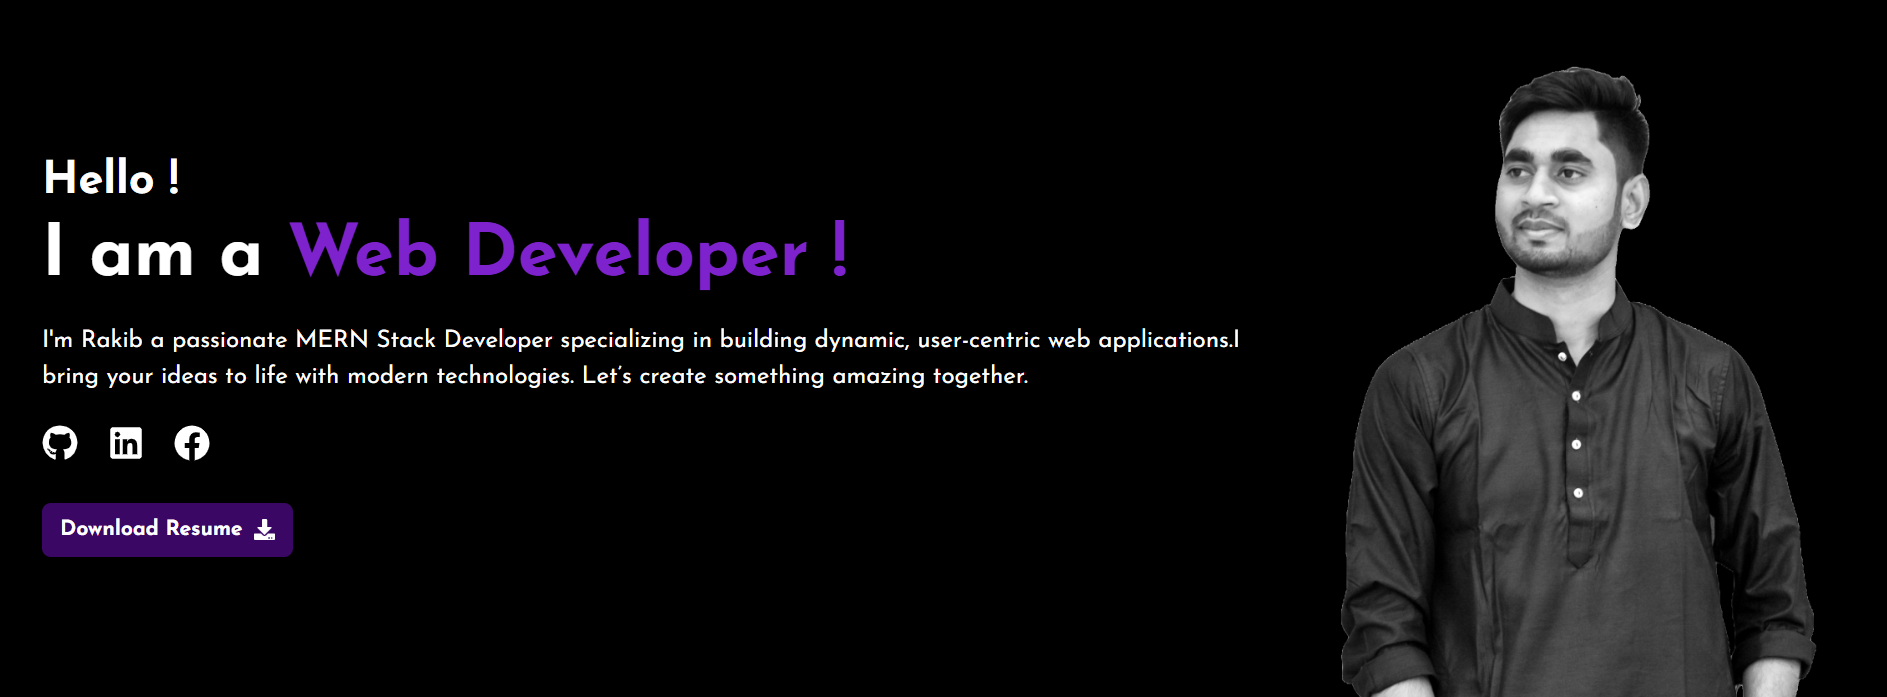 Hello !
I am a Web Developer !
I'm Rakib a passionate MERN Stack Developer specializing in building dynamic, user-centric web applications.I
bring your ideas to life with modern technologies. Let’s create something amazing together.
in
Download Resume